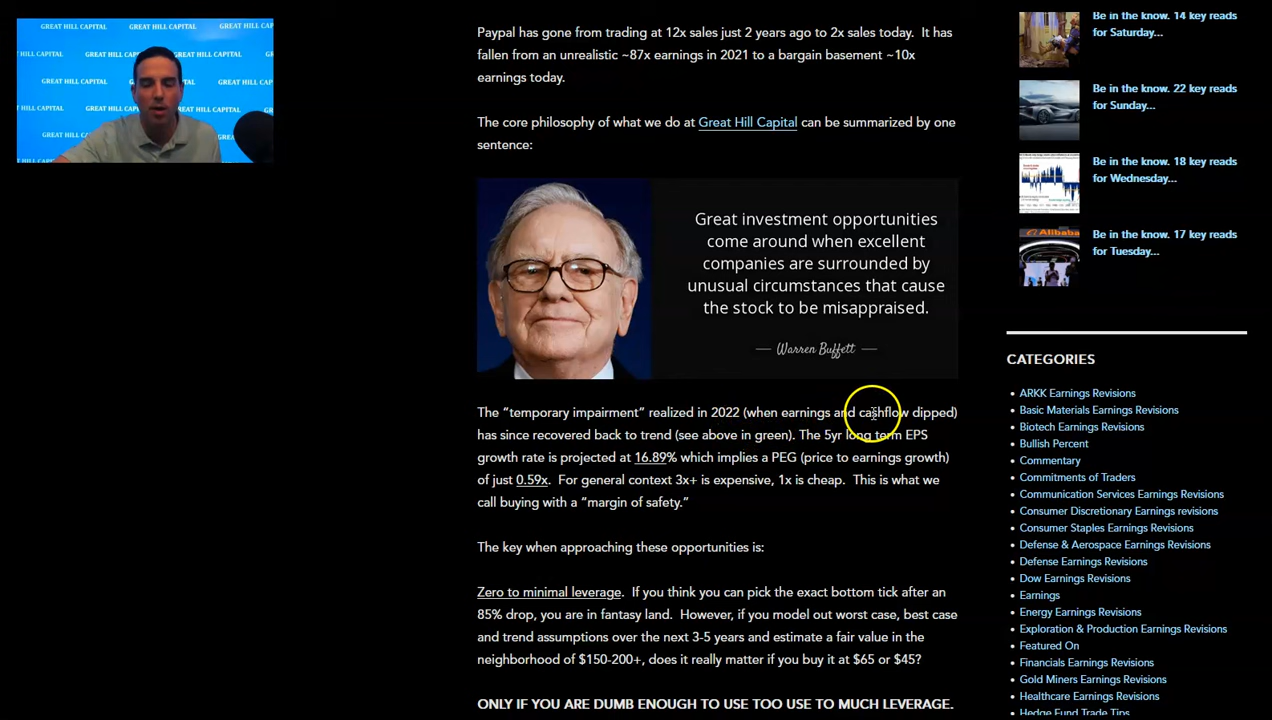 GREAT HILL CAPITAL
GREAT HILL CAPITAL
GREAT HILL CAPITAL
Paypal has gone from trading at 12x sales just 2 years ago to 2x sales today. It has
fallen from an unrealistic ~87x earnings in 2021 to a bargain basement ~10x
earnings today.
The core philosophy of what we do at Great Hill Capital can be summarized by one
sentence:
Great investment opportunities
come around when excellent
companies are surrounded by
unusual circumstances that cause
the stock to be misappraised.
— Warren Buffett —
The “temporary impairment” realized in 2022 (when earnings and cashflow dipped)
has since recovered back to trend (see above in green). The 5yr long term EPS
growth rate is projected at 16.89% which implies a PEG (price to earnings growth)
of just 0.59x. For general context 3x+ is expensive, 1x is cheap. This is what we
call buying with a “margin of safety.”
The key when approaching these opportunities is:
Zero to minimal leverage. If you think you can pick the exact bottom tick after an
85% drop, you are in fantasy land. However, if you model out worst case, best case
and trend assumptions over the next 3-5 years and estimate a fair value in the
neighborhood of $150-200+, does it really matter if you buy it at $65 or $45?
ONLY IF YOU ARE DUMB ENOUGH TO USE TOO USE TO MUCH LEVERAGE.
Be in the know. 14 key reads
for Saturday...
Be in the know. 22 key reads
for Sunday...
Be in the know. 18 key reads
for Wednesday...
Alibaba
Be in the know. 17 key reads
for Tuesday...
CATEGORIES
ARKK Earnings Revisions
Basic Materials Earnings Revisions
Biotech Earnings Revisions
Bullish Percent
Commentary
Commitments of Traders
Communication Services Earnings Revisions
Consumer Discretionary Earnings revisions
Consumer Staples Earnings Revisions
Defense & Aerospace Earnings Revisions
Defense Earnings Revisions
Dow Earnings Revisions
Earnings
Energy Earnings Revisions
Exploration & Production Earnings Revisions
Featured On
Financials Earnings Revisions
Gold Miners Earnings Revisions
Healthcare Earnings Revisions
Hedge Fund Trade Tips